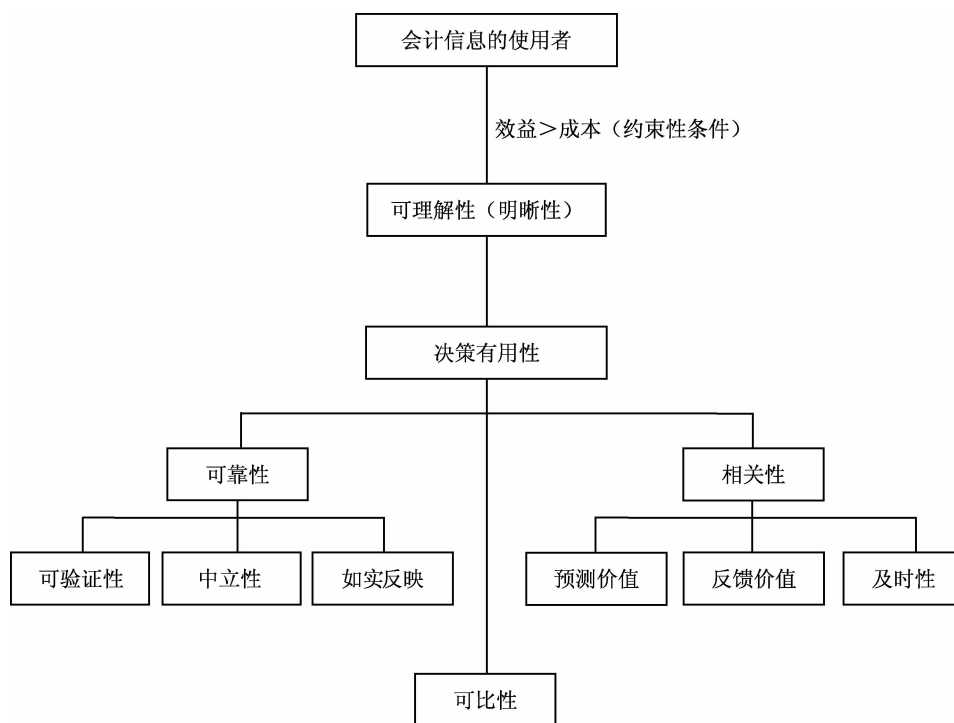 会计信息的使用者
效益＞成本（约束性条件）
可理解性（明晰性）
决策有用性
可靠性
相关性
可验证性
中立性
如实反映
预测价值
反馈价值
及时性
可比性